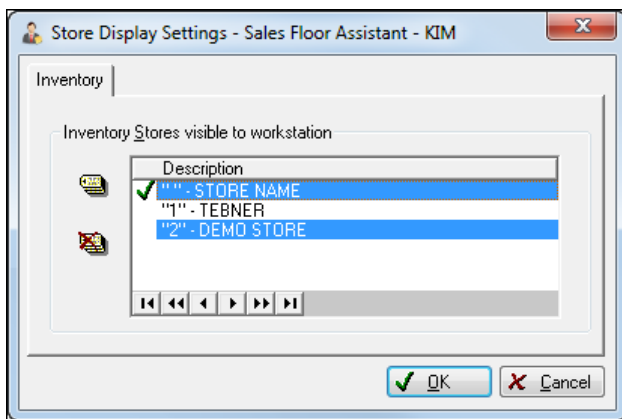 Store Display Settings - Sales Floor Assistant - KIM
Inventory
Inventory Stores visible to workstation
Description
" " - STORE NAME
"1" - TEBNER
"2" - DEMO STORE
OK
Cancel